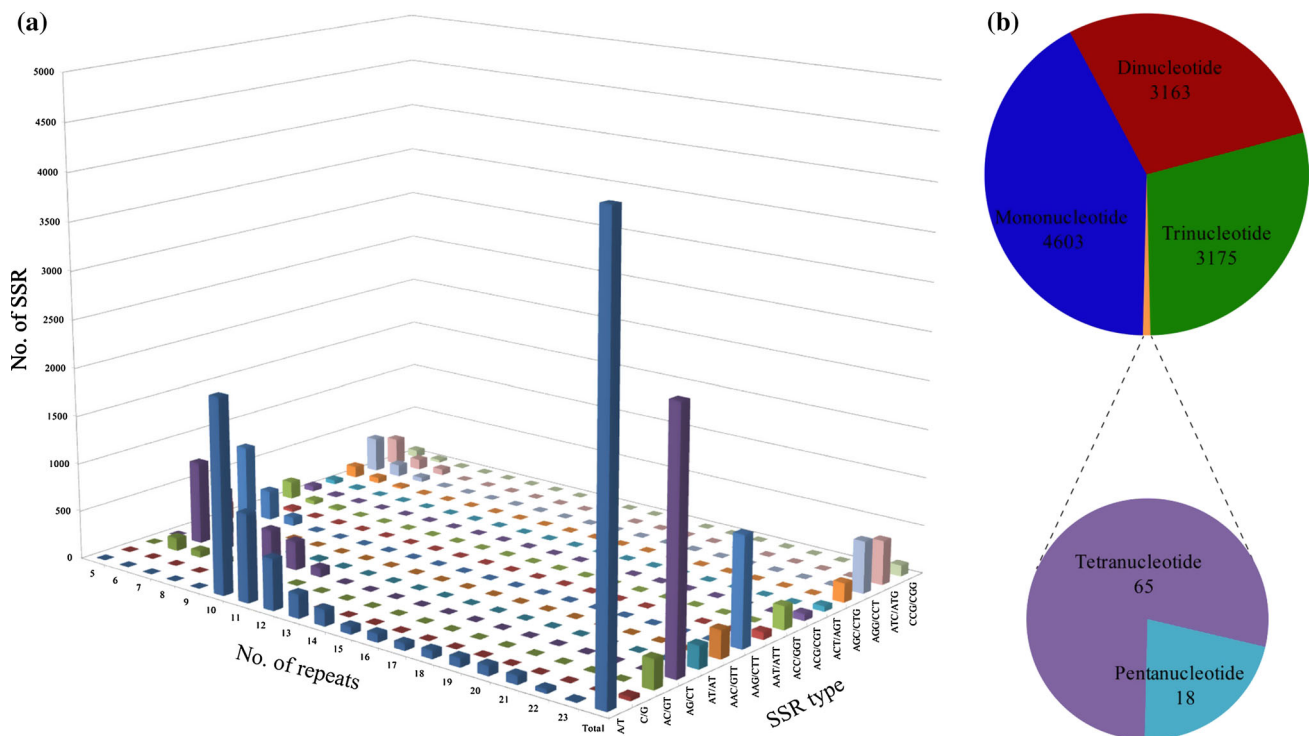 (a)
No. of SSR
5000
4500
4000
3500
3000
2500
2000
1500
1000
500
0
5
6
7
8
9
10
11
12
13
14
15
16
17
18
19
20
21
22
23
Total
No. of repeats
A/T
C/G
AC/GT
AG/CT
AT/AT
AAC/GTT
AAG/CTT
AAT/ATT
ACC/GGT
ACG/CGT
ACT/AGT
AGC/CTG
AGG/CCT
ATC/ATG
CCG/CGG
SSR type
(b)
Dinucleotide
3163
Mononucleotide
4603
Trinucleotide
3175
Tetranucleotide
65
Pentanucleotide
18